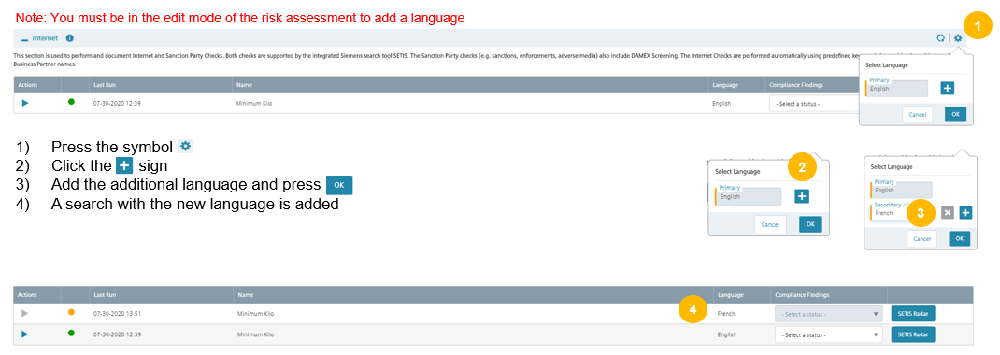 Note: You must be in the edit mode of the risk assessment to add a language
1
Internet
This section is used to perform and document Internet and Sanction Party Checks. Both checks are supported by the integrated Siemens search tool SETIS. The Sanction Party checks (e.g. sanctions, enforcements, adverse media) also include DAMEX Screening. The Internet Checks are performed automatically using predefined
Business Partner names.
Actions Last Run Name Language Compliance Findings
07-30-2020 12:39 Minimum Kilo English - Select a status -
Select Language
Primary
English
Cancel OK
1) Press the symbol
2) Click the + sign
3) Add the additional language and press OK
4) A search with the new language is added
2
Select Language
Primary
English
Cancel OK
Select Language
Primary
English
Secondary
French
3
Cancel OK
Actions Last Run Name Language Compliance Findings
07-30-2020 13:51 Minimum Kilo 4 French - Select a status - SETIS Radar
07-30-2020 12:39 Minimum Kilo English - Select a status - SETIS Radar